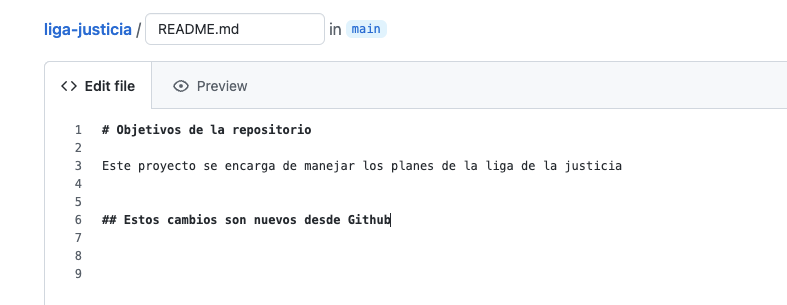 liga-justicia / README.md in main
Edit file Preview
1 # Objetivos de la repositorio
2
3 Este proyecto se encarga de manejar los planes de la liga de la justicia
4
5
6 ## Estos cambios son nuevos desde Github
7
8
9